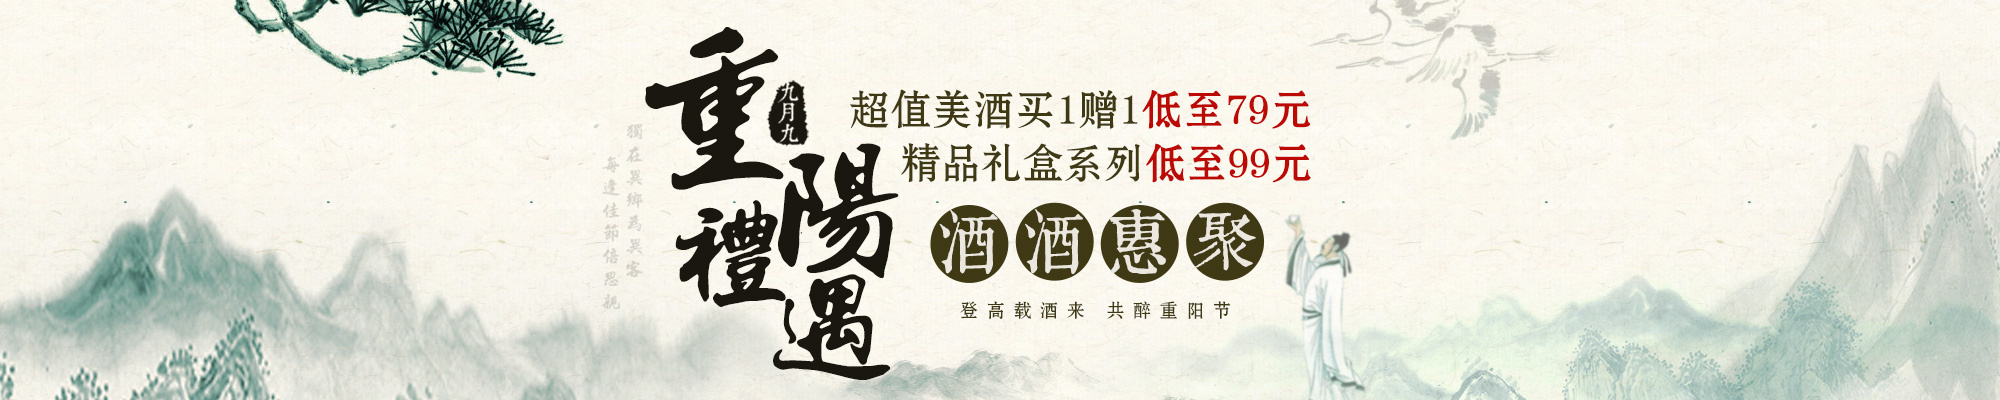 重陽禮遇
九月九
超值美酒买1赠1低至79元
精品礼盒系列低至99元
酒酒惠聚
登高载酒来 共醉重阳节
獨在異鄉為異客
每逢佳節倍思親